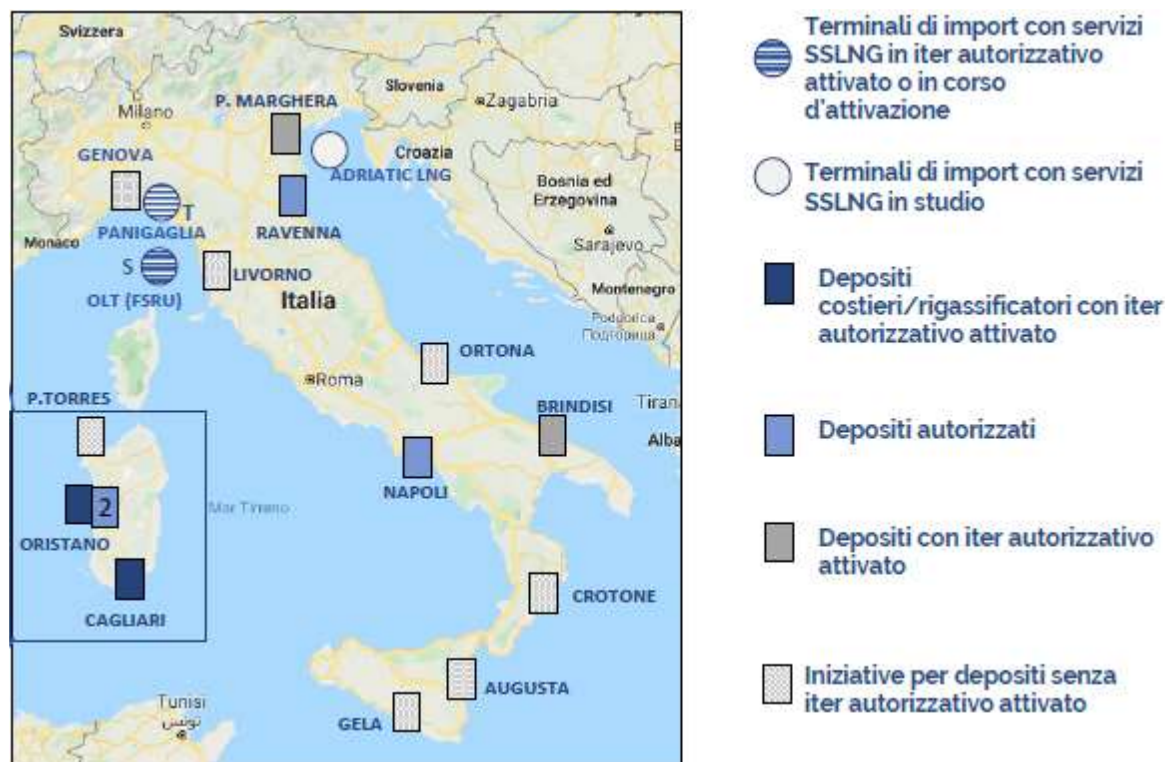 Svizzera
Slovenia
Zagabria
P. MARGHERA
Milano
GENOVA
Croazia
ADRIATIC LNG
Bosnia ed
Erzegovina
T
PANIGAGLIA
RAVENNA
Monaco
Sarajevo
S
LIVORNO
OLT (FSRU)
Italia
Montenegro
Podgorica
Подгорица
ORTONA
Roma
P.TORRES
BRINDISI
Tiran
Alba
NAPOLI
2
Mar Tirreno
ORISTANO
CAGLIARI
CROTONE
AUGUSTA
GELA
Tunisi
تونس
Terminali di import con servizi
SSLNG in iter autorizzativo
attivato o in corso
d'attivazione
Terminali di import con servizi
SSLNG in studio
Depositi
costieri/rigassificatori con iter
autorizzativo attivato
Depositi autorizzati
Depositi con iter autorizzativo
attivato
Iniziative per depositi senza
iter autorizzativo attivato